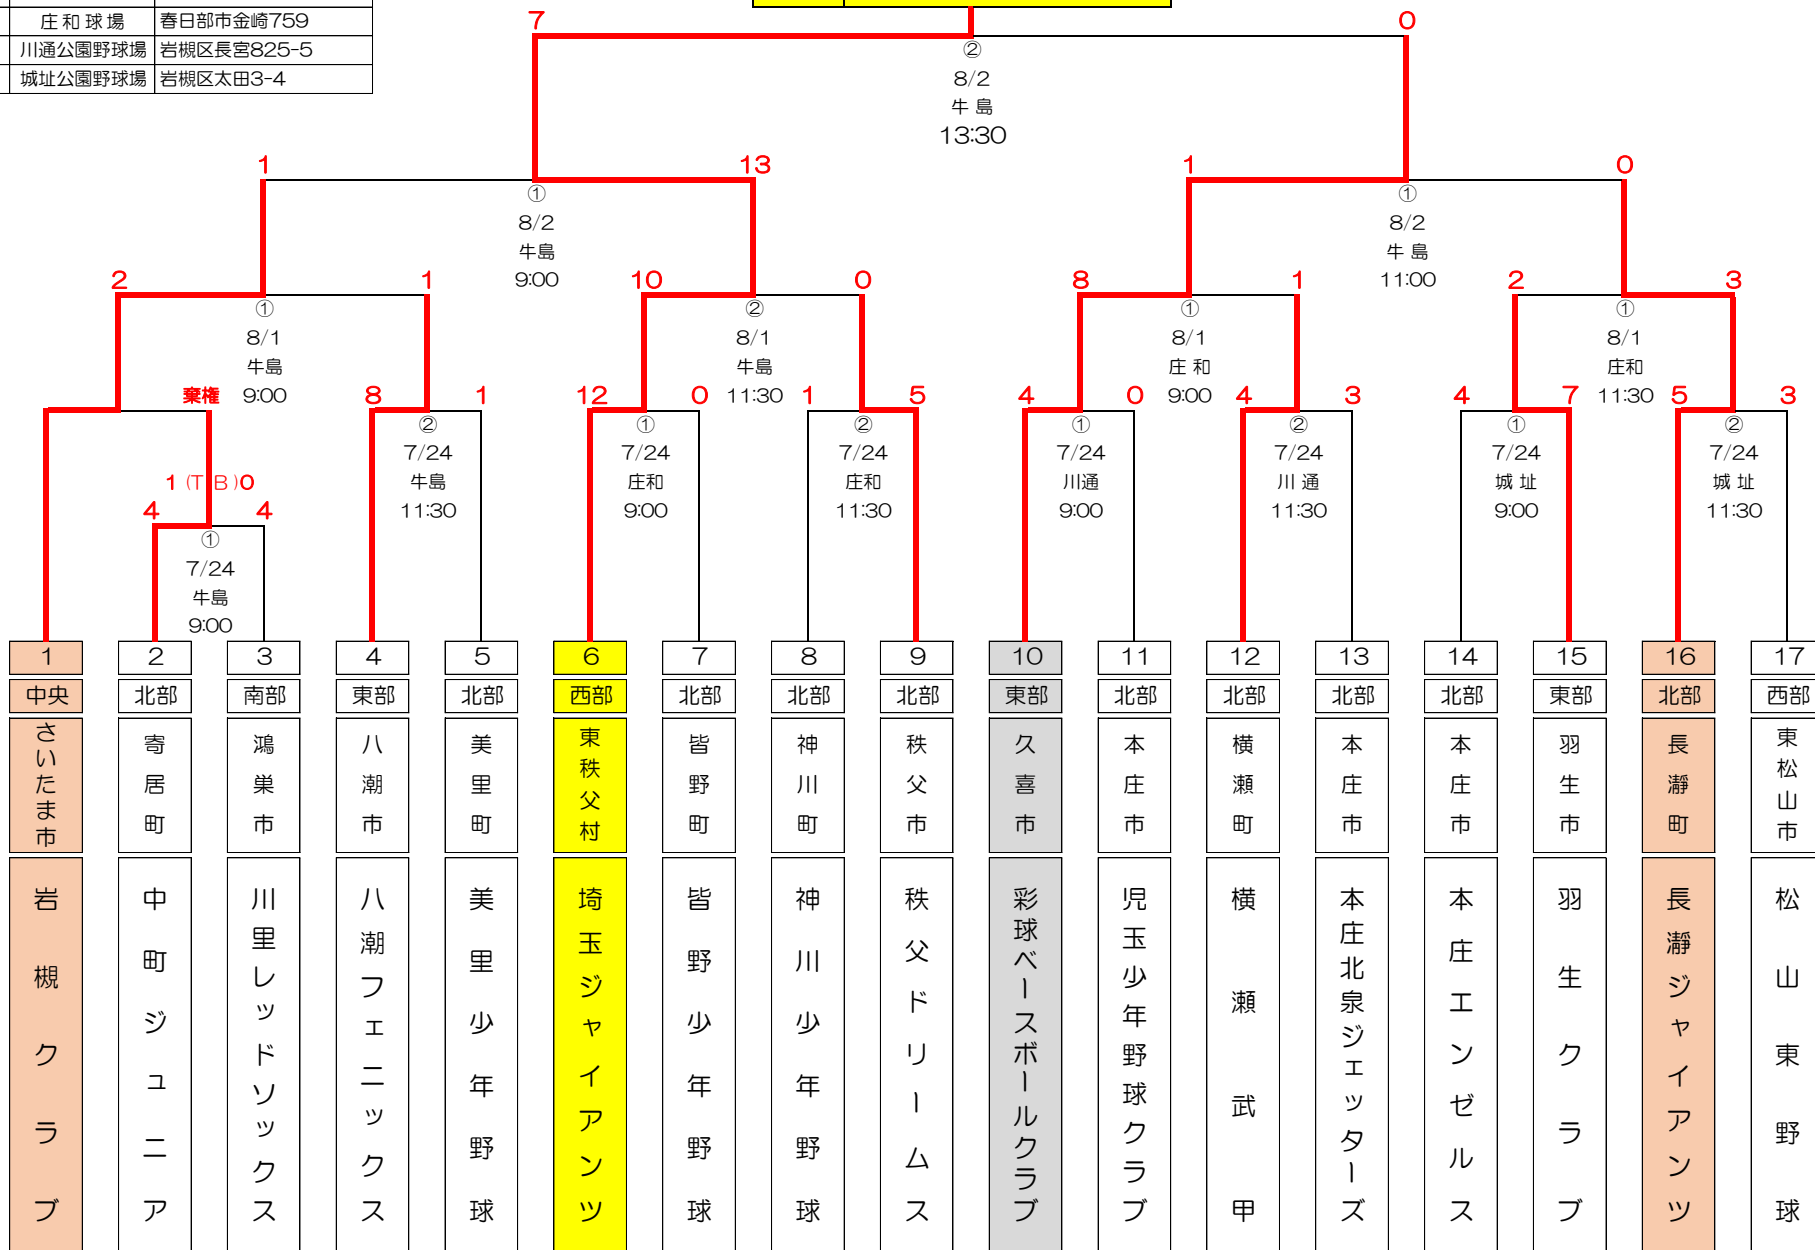 庄和球場 春日部市金崎759
川通公園野球場 岩槻区長宮825-5
城址公園野球場 岩槻区太田3-4
7 0
②
8/2
牛島
13:30
1 13 1 0
① ①
8/2 8/2
牛島 牛島
9:00 11:00
2 1 10 0 8 1 2 3
① ② ① ①
8/1 8/1 8/1 8/1
牛島 牛島 庄和 庄和
9:00 11:30 9:00 11:30
棄権 8 1 12 0 1 5 4 0 4 3 4 7 5 3
② ① ② ① ② ① ②
7/24 7/24 7/24 7/24 7/24 7/24 7/24
牛島 庄和 庄和 川通 川通 城址 城址
11:30 9:00 11:30 9:00 11:30 9:00 11:30
1(TB)0
4 4
①
7/24
牛島
9:00
1 2 3 4 5 6 7 8 9 10 11 12 13 14 15 16 17
中央 北部 南部 東部 北部 西部 北部 北部 北部 東部 北部 北部 北部 北部 東部 北部 西部
さいたま市 寄居町 鴻巣市 八潮市 美里町 東秩父村 皆野町 神川町 秩父市 久喜市 本庄市 横瀬町 本庄市 本庄市 羽生市 長瀞町 東松山市
岩槻クラブ
中町ジュニア
川里レッドソックス
八潮フェニックス
美里少年野球
埼玉ジャイアンツ
皆野少年野球
神川少年野球
秩父ドリームス
彩球ベースボールクラブ
児玉少年野球クラブ
横瀬武甲
本庄北泉ジェッターズ
本庄エンゼルス
羽生クラブ
長瀞ジャイアンツ
松山東野球